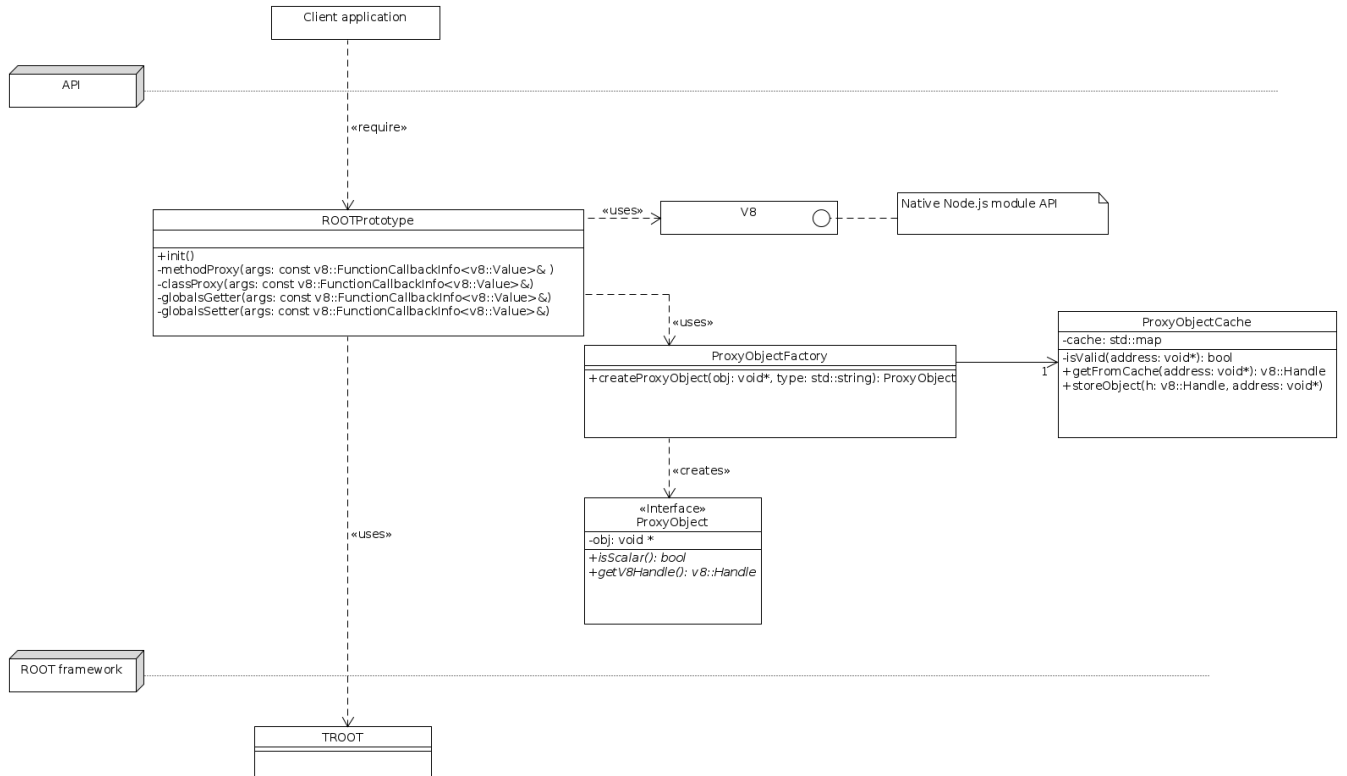 Client application
API
«require»
ROOTPrototype
+init()
-methodProxy(args: const v8::FunctionCallbackInfo<v8::Value>& )
-classProxy(args: const v8::FunctionCallbackInfo<v8::Value>&)
-globalsGetter(args: const v8::FunctionCallbackInfo<v8::Value>&)
-globalsSetter(args: const v8::FunctionCallbackInfo<v8::Value>&)
«uses»
V8
Native Node.js module API
«uses»
ProxyObjectFactory
+createProxyObject(obj: void*, type: std::string): ProxyObject
1
ProxyObjectCache
-cache: std::map
-isValid(address: void*): bool
+getFromCache(address: void*): v8::Handle
+storeObject(h: v8::Handle, address: void*)
«creates»
«Interface»
ProxyObject
-obj: void *
+isScalar(): bool
+getV8Handle(): v8::Handle
«uses»
ROOT framework
TROOT